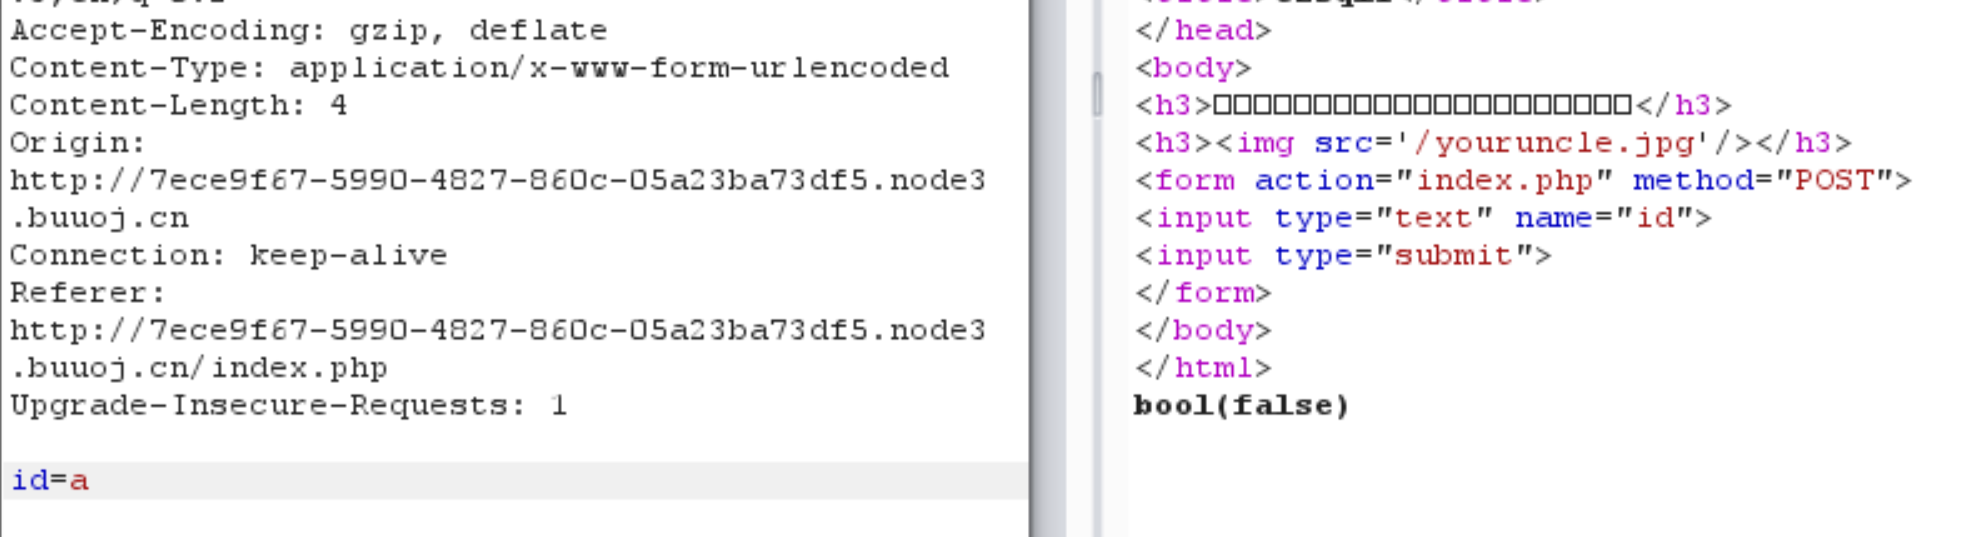 Accept-Encoding: gzip, deflate
Content-Type: application/x-www-form-urlencoded
Content-Length: 4
Origin:
http://7ece9f67-5990-4827-860c-05a23ba73df5.node3
.buuoj.cn
Connection: keep-alive
Referer:
http://7ece9f67-5990-4827-860c-05a23ba73df5.node3
.buuoj.cn/index.php
Upgrade-Insecure-Requests: 1
id=a
</head>
<body>
<h3>□□□□□□□□□□□□□□□□□□□□□</h3>
<h3><img src='/youruncle.jpg'/></h3>
<form action="index.php" method="POST">
<input type="text" name="id">
<input type="submit">
</form>
</body>
</html>
bool(false)